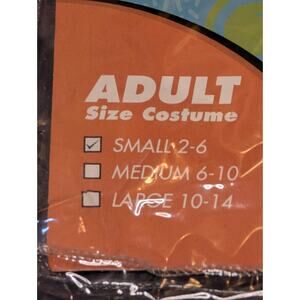 ADULT
Size Costume
SMALL 2-6
MEDIUM 6-10
LARGE 10-14